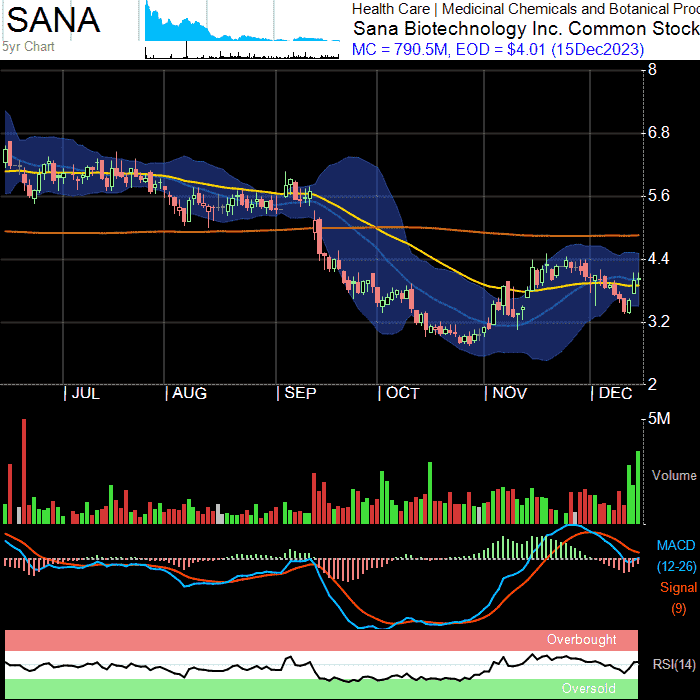 SANA
5yr Chart
Health Care | Medicinal Chemicals and Botanical Pro
Sana Biotechnology Inc. Common Stock
MC = 790.5M, EOD = $4.01 (15Dec2023)
8
6.8
5.6
4.4
3.2
2
JUL AUG SEP OCT NOV DEC
5M
Volume
MACD
(12-26)
Signal
(9)
Overbought
RSI(14)
Oversold